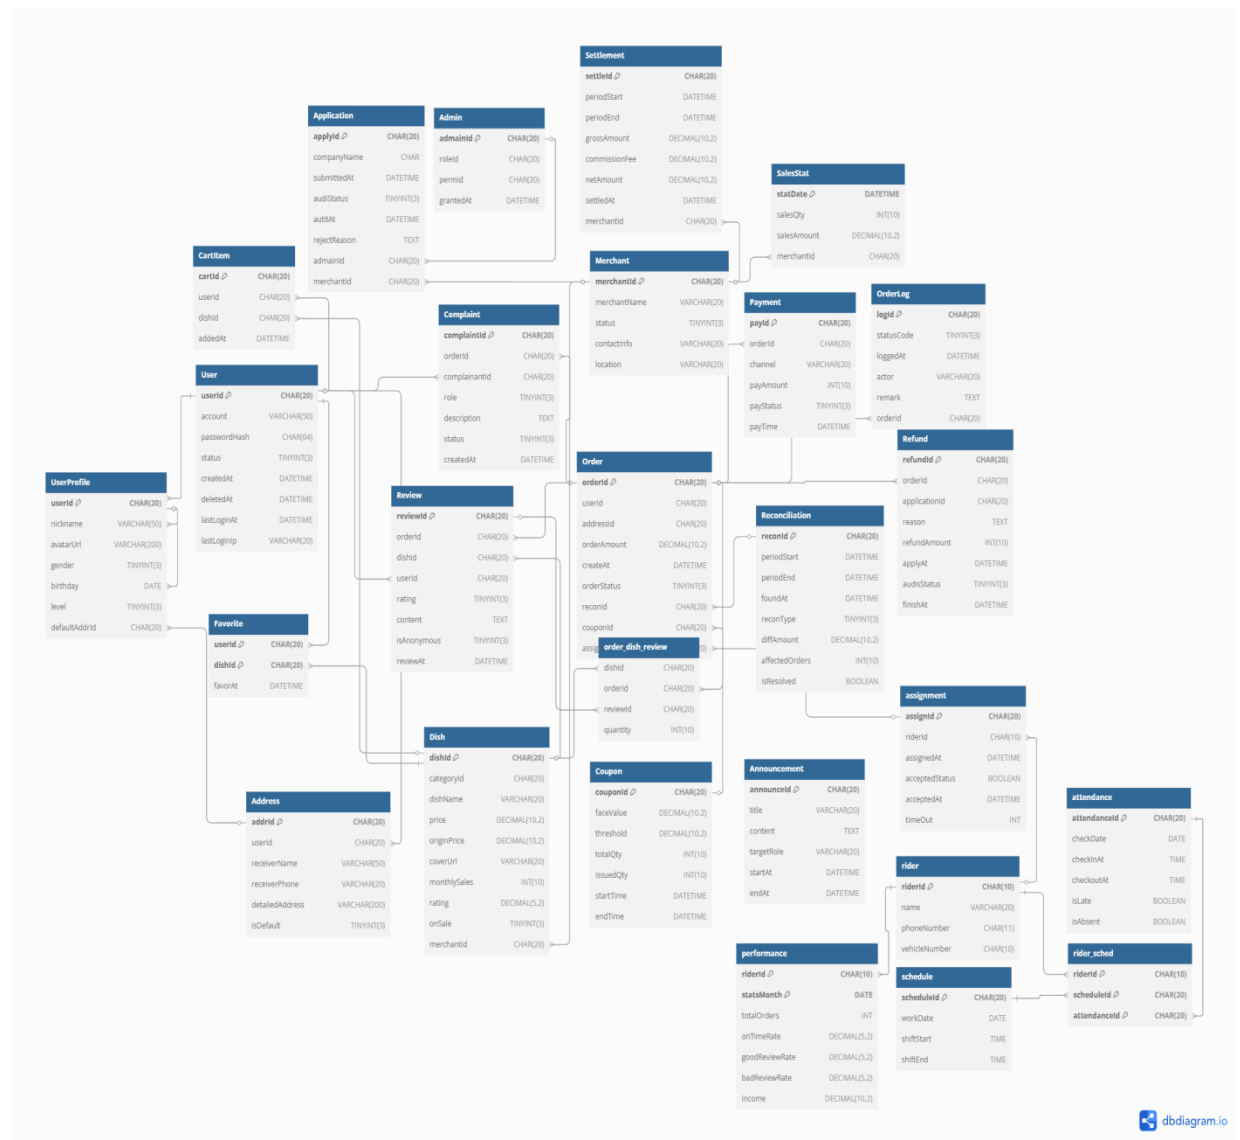 Settlement
settleId CHAR(20)
periodStart DATETIME
periodEnd DATETIME
grossAmount DECIMAL(10,2)
commissionFee DECIMAL(10,2)
netAmount DECIMAL(10,2)
settledAt DATETIME
merchantId CHAR(20)
Application
applyId CHAR(20)
companyName CHAR
submittedAt DATETIME
audiStatus TINYINT(3)
autitAt DATETIME
rejectReason TEXT
admainId CHAR(20)
merchantId CHAR(20)
Admin
admainId CHAR(20)
roleId CHAR(20)
permId CHAR(20)
grantedAt DATETIME
SalesStat
statDate DATETIME
salesQty INT(10)
salesAmount DECIMAL(10,2)
merchantId CHAR(20)
CartItem
cartId CHAR(20)
userId CHAR(20)
dishId CHAR(20)
addedAt DATETIME
Merchant
merchantId CHAR(20)
merchantName VARCHAR(20)
status TINYINT(3)
contactInfo VARCHAR(20)
location VARCHAR(20)
Complaint
complaintId CHAR(20)
orderId CHAR(20)
complainantId CHAR(20)
role TINYINT(3)
description TEXT
status TINYINT(3)
createdAt DATETIME
Payment
payId CHAR(20)
orderId CHAR(20)
channel VARCHAR(20)
payAmount INT(10)
payStatus TINYINT(3)
payTime DATETIME
OrderLog
logId CHAR(20)
statusCode TINYINT(3)
loggedAt DATETIME
actor VARCHAR(20)
remark TEXT
orderId CHAR(20)
User
userId CHAR(20)
account VARCHAR(50)
passwordHash CHAR(64)
status TINYINT(3)
createdAt DATETIME
deletedAt DATETIME
lastLoginAt DATETIME
lastLoginIp VARCHAR(20)
Refund
refundId CHAR(20)
orderId CHAR(20)
applicationId CHAR(20)
reason TEXT
refundAmount INT(10)
applyAt DATETIME
audisStatus TINYINT(3)
finishAt DATETIME
UserProfile
userId CHAR(20)
nickname VARCHAR(50)
avatarUrl VARCHAR(200)
gender TINYINT(3)
birthday DATE
level TINYINT(3)
defaultAddrId CHAR(20)
Order
orderId CHAR(20)
userId CHAR(20)
addressId CHAR(20)
orderAmount DECIMAL(10,2)
createAt DATETIME
orderStatus TINYINT(3)
reconId CHAR(20)
couponId CHAR(20)
Review
reviewId CHAR(20)
orderId CHAR(20)
dishId CHAR(20)
userId CHAR(20)
rating TINYINT(3)
content TEXT
isAnonymous TINYINT(3)
reviewAt DATETIME
Reconciliation
reconId CHAR(20)
periodStart DATETIME
periodEnd DATETIME
foundAt DATETIME
reconType TINYINT(3)
diffAmount DECIMAL(10,2)
affectedOrders INT(10)
isResolved BOOLEAN
Favorite
userId CHAR(20)
dishId CHAR(20)
favorAt DATETIME
order_dish_review
dishId CHAR(20)
orderId CHAR(20)
reviewId CHAR(20)
quantity INT(10)
assignment
assignId CHAR(20)
riderId CHAR(10)
assignedAt DATETIME
acceptedStatus BOOLEAN
acceptedAt DATETIME
timeOut INT
Dish
dishId CHAR(20)
categoryId CHAR(20)
dishName VARCHAR(20)
price DECIMAL(10,2)
originPrice DECIMAL(10,2)
coverUrl VARCHAR(20)
monthlySales INT(10)
rating DECIMAL(5,2)
onSale TINYINT(3)
merchantId CHAR(20)
Coupon
couponId CHAR(20)
faceValue DECIMAL(10,2)
threshold DECIMAL(10,2)
totalQty INT(10)
issuedQty INT(10)
startTime DATETIME
endTime DATETIME
Announcement
announceId CHAR(20)
title VARCHAR(20)
content TEXT
targetRole VARCHAR(20)
startAt DATETIME
endAt DATETIME
Address
addrId CHAR(20)
userId CHAR(20)
receiverName VARCHAR(50)
receiverPhone VARCHAR(20)
detailedAddress VARCHAR(200)
isDefault TINYINT(3)
attendance
attendanceId CHAR(20)
checkDate DATE
checkInAt TIME
checkoutAt TIME
isLate BOOLEAN
isAbsent BOOLEAN
rider
riderId CHAR(10)
name VARCHAR(20)
phoneNumber CHAR(11)
vehicleNumber CHAR(10)
performance
riderId CHAR(10)
statsMonth DATE
totalOrders INT
onTimeRate DECIMAL(5,2)
goodReviewRate DECIMAL(5,2)
badReviewRate DECIMAL(5,2)
income DECIMAL(10,2)
schedule
scheduleId CHAR(20)
workDate DATE
shiftStart TIME
shiftEnd TIME
rider_sched
riderId CHAR(10)
scheduleId CHAR(20)
attendanceId CHAR(20)
dbdiagram.io